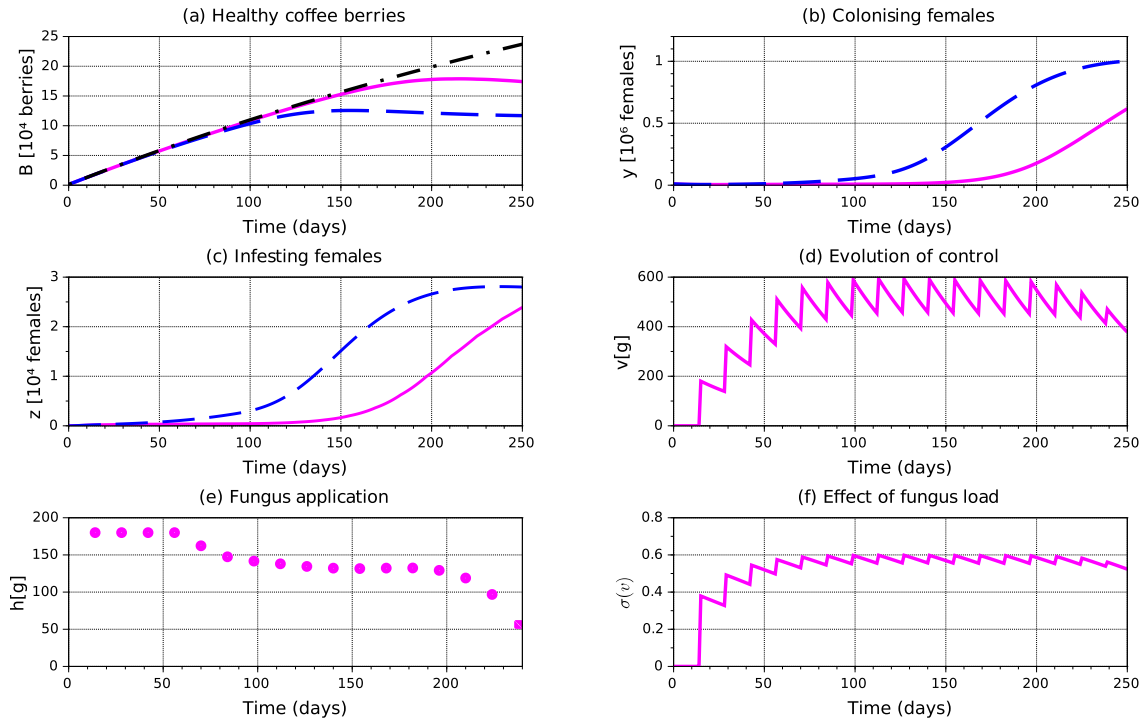 (a) Healthy coffee berries
B [10⁴ berries]
25
20
15
10
5
0
0 50 100 150 200 250
Time (days)
(b) Colonising females
y [10⁶ females]
1
0.5
0
0 50 100 150 200 250
Time (days)
(c) Infesting females
z [10⁴ females]
3
2
1
0
0 50 100 150 200 250
Time (days)
(d) Evolution of control
v[g]
600
400
200
0
0 50 100 150 200 250
Time (days)
(e) Fungus application
h[g]
200
150
100
50
0
0 50 100 150 200
Time (days)
(f) Effect of fungus load
σ(v)
0.8
0.6
0.4
0.2
0
0 50 100 150 200 250
Time (days)